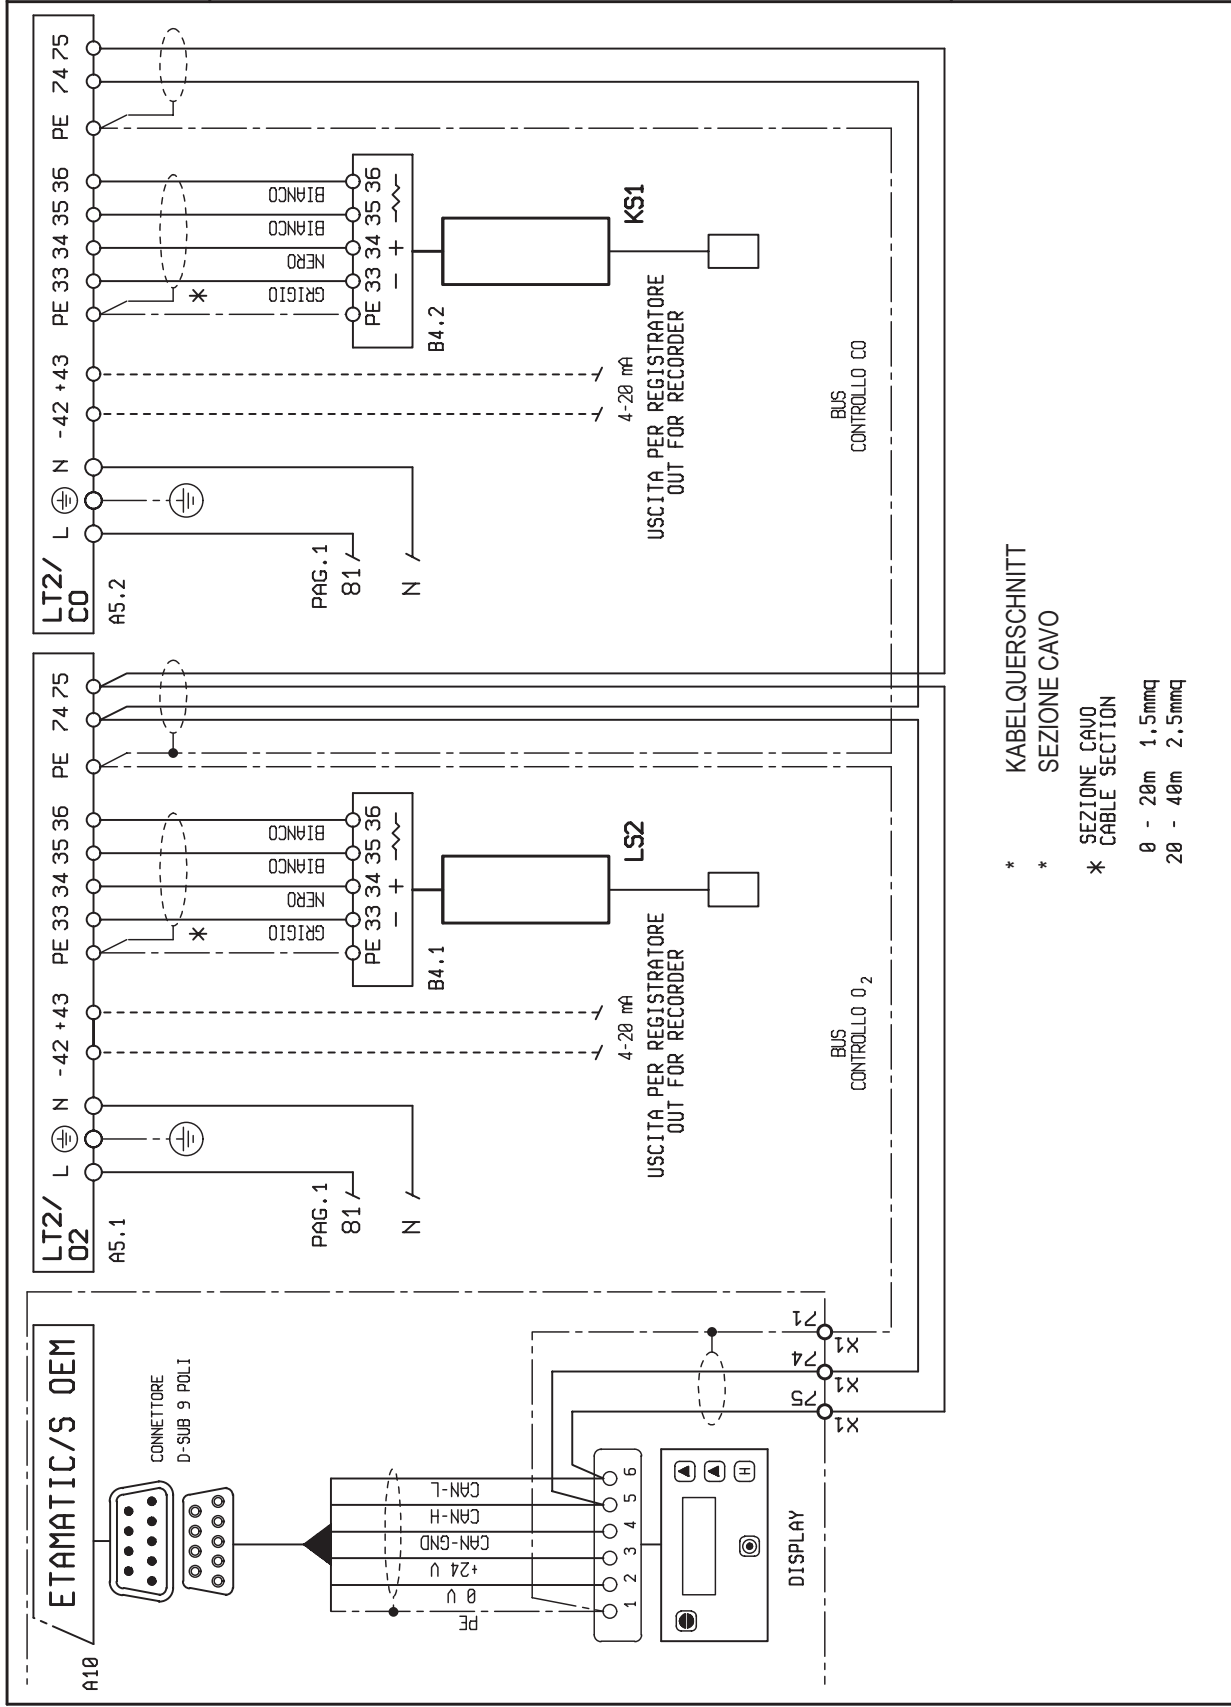 ETAMATIC/S OEM
A10
CONNETTORE
D-SUB 9 POLI
PE
0 V
+24 V
CAN-GND
CAN-H
CAN-L
1 2 3 4 5 6
H
DISPLAY
75 74 71
X1 X1 X1
LT2/
O2
A5.1
L N -42 +43 PE 33 34 35 36 PE 74 75
PAG.1
81
N
GRIGIO
NERO
BIANCO
BIANCO
*
PE 33 34 35 36
- +
B4.1
LS2
4-20 mA
USCITA PER REGISTRATORE
OUT FOR RECORDER
BUS
CONTROLLO O2
LT2/
CO
A5.2
L N -42 +43 PE 33 34 35 36 PE 74 75
PAG.1
81
N
GRIGIO
NERO
BIANCO
BIANCO
*
PE 33 34 35 36
- +
B4.2
KS1
4-20 mA
USCITA PER REGISTRATORE
OUT FOR RECORDER
BUS
CONTROLLO CO
* KABELQUERSCHNITT
* SEZIONE CAVO
* SEZIONE CAVO
CABLE SECTION
0 - 20m 1,5mmq
20 - 40m 2,5mmq